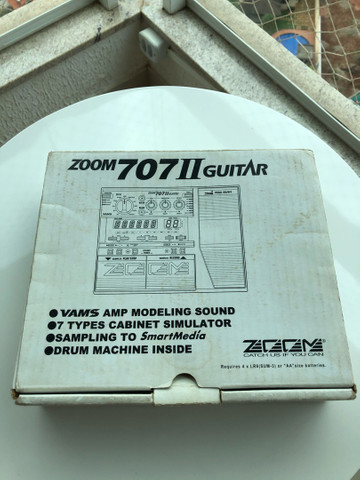 ZOOM 707II GUITAR
●VAMS AMP MODELING SOUND
●7 TYPES CABINET SIMULATOR
●SAMPLING TO SmartMedia
●DRUM MACHINE INSIDE
ZOOM
CATCH US IF YOU CAN
Requires 4 x LR6(SUM-3) or "AA"size batteries.